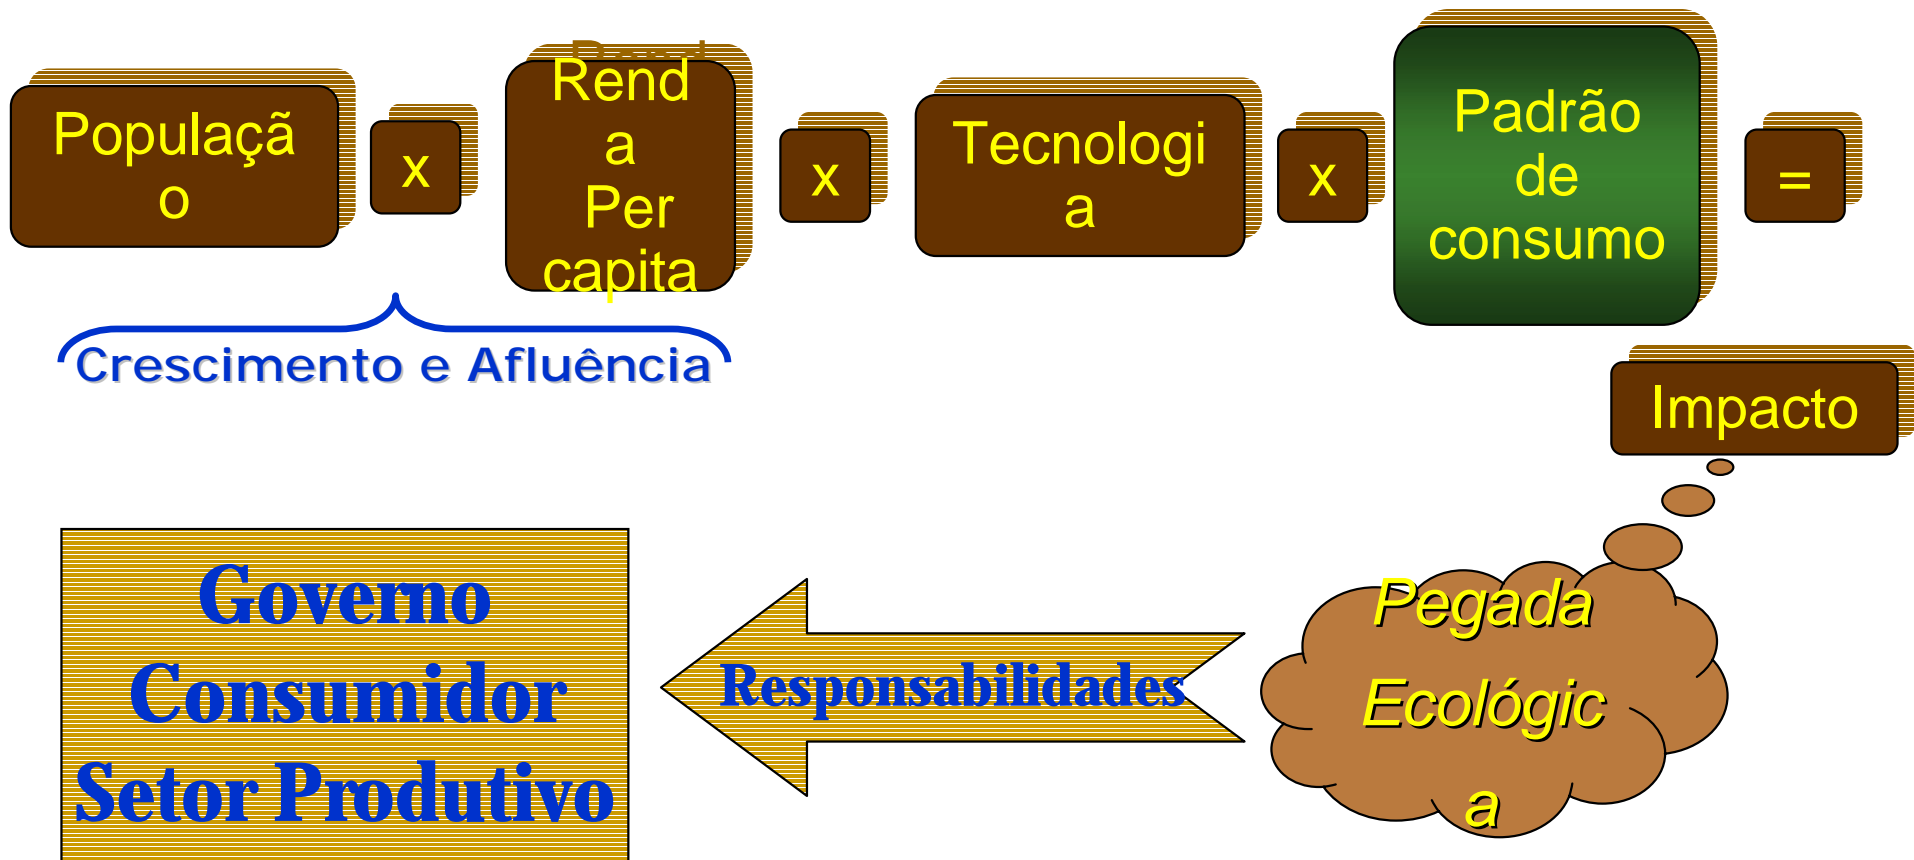 Populaçã
o
x
Rend
a
Per
capita
x
Tecnologi
a
x
Padrão
de
consumo
=
Crescimento e Afluência
Impacto
Pegada
Ecológic
a
Responsabilidades
Governo
Consumidor
Setor Produtivo